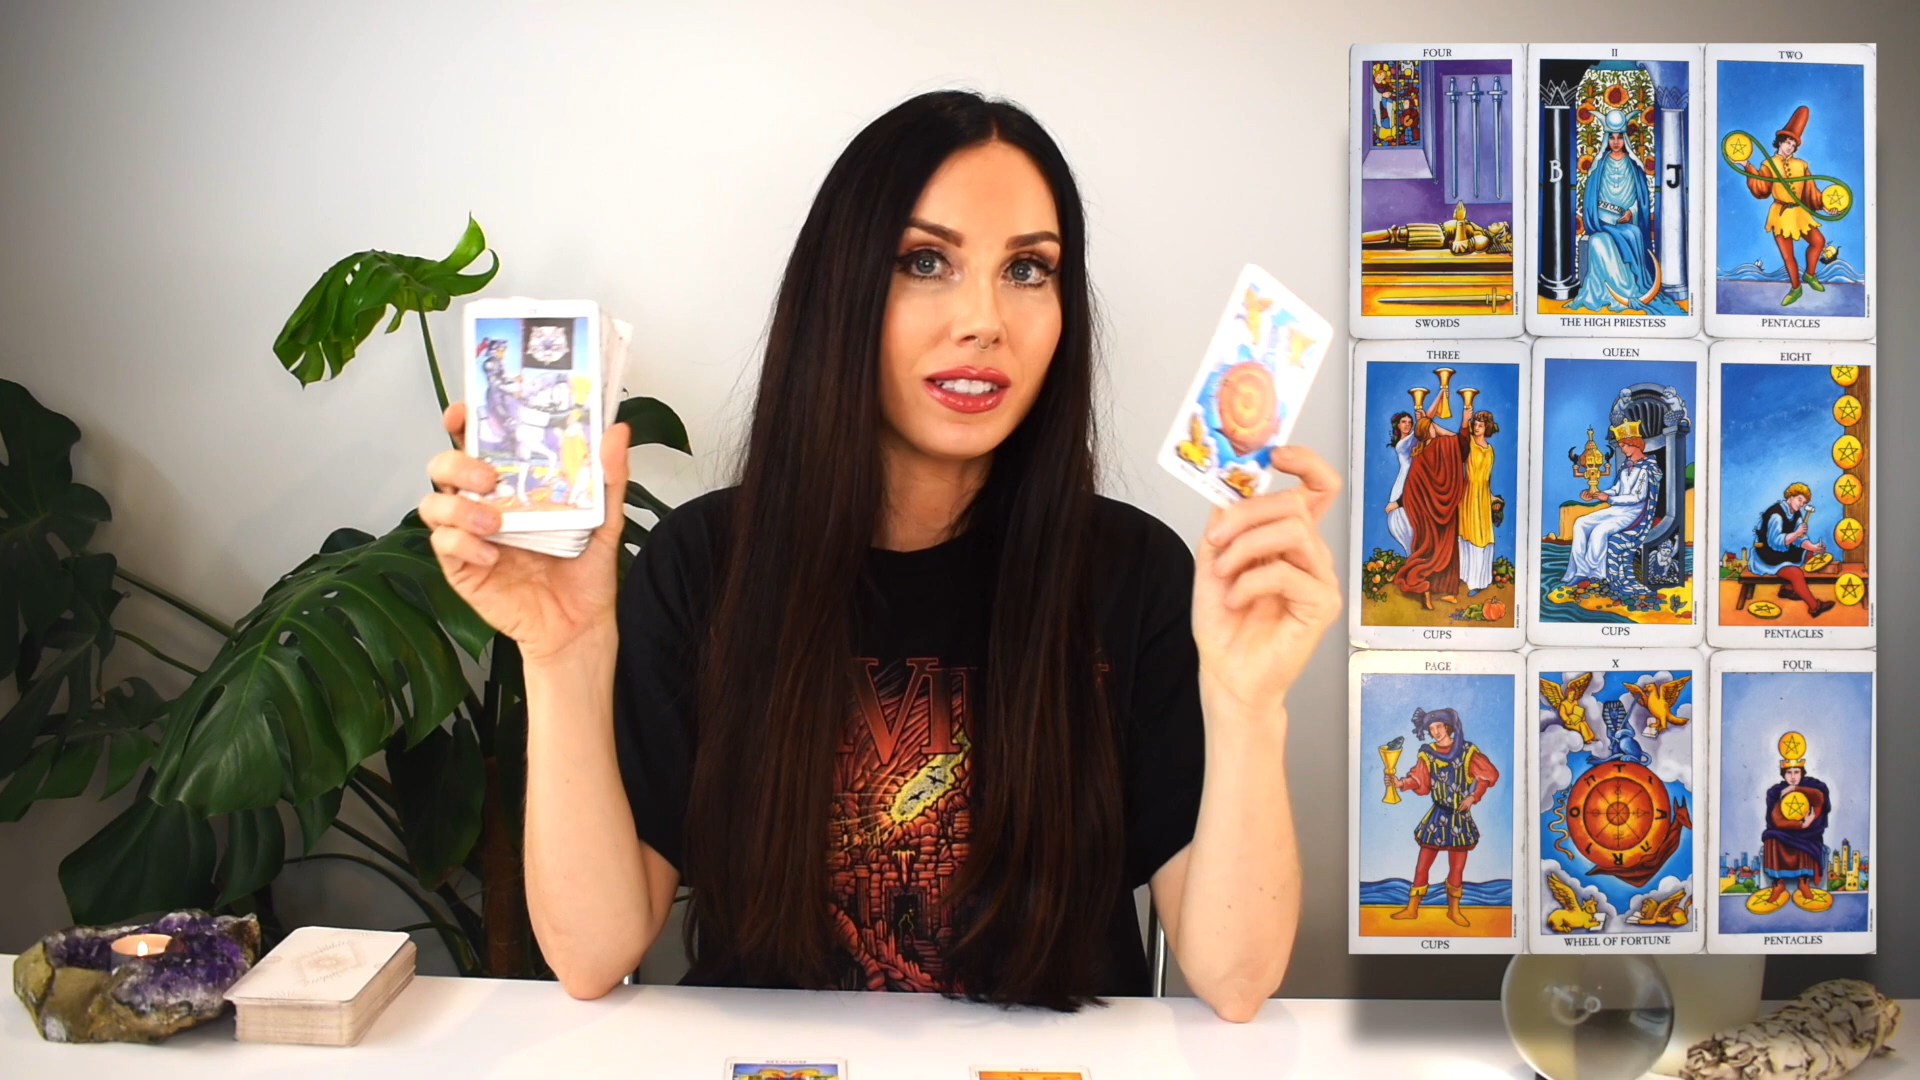 FOUR
SWORDS
II
B
J
THE HIGH PRIESTESS
TWO
PENTACLES
THREE
CUPS
QUEEN
CUPS
EIGHT
PENTACLES
PAGE
CUPS
X
WHEEL OF FORTUNE
FOUR
PENTACLES
VI